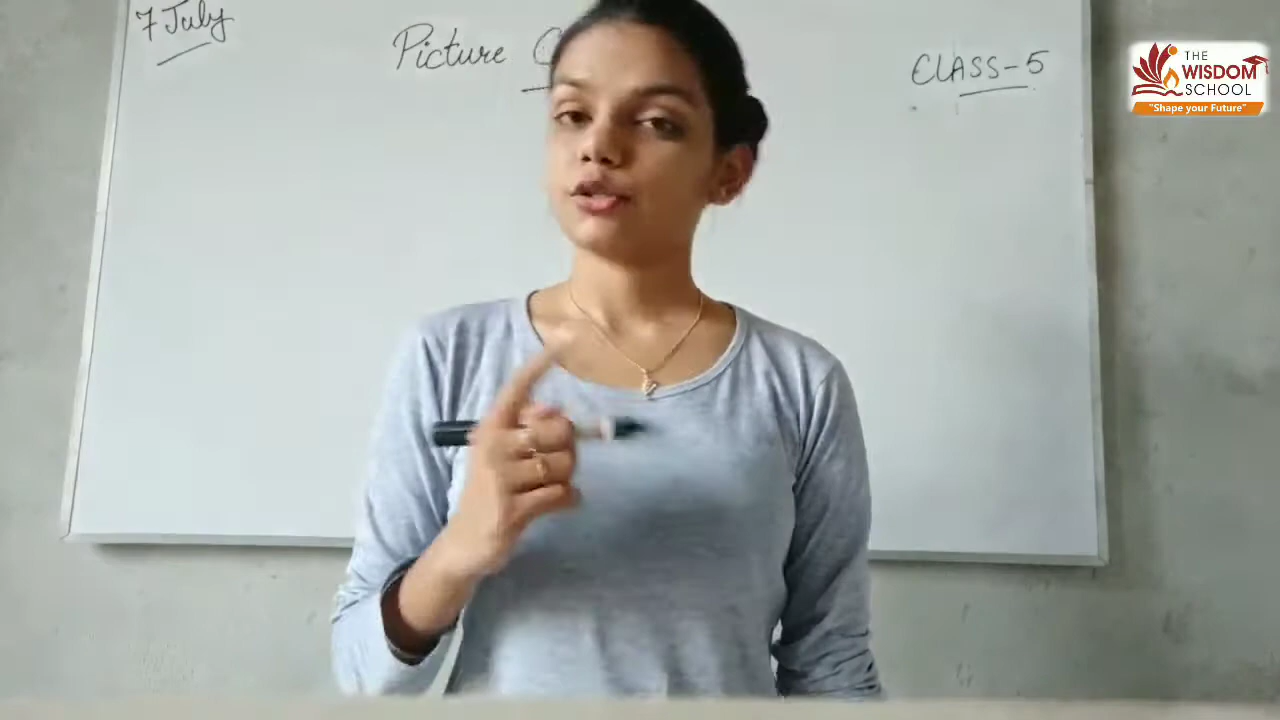 7 July
Picture
CLASS-5
THE
WISDOM
SCHOOL
"Shape your Future"